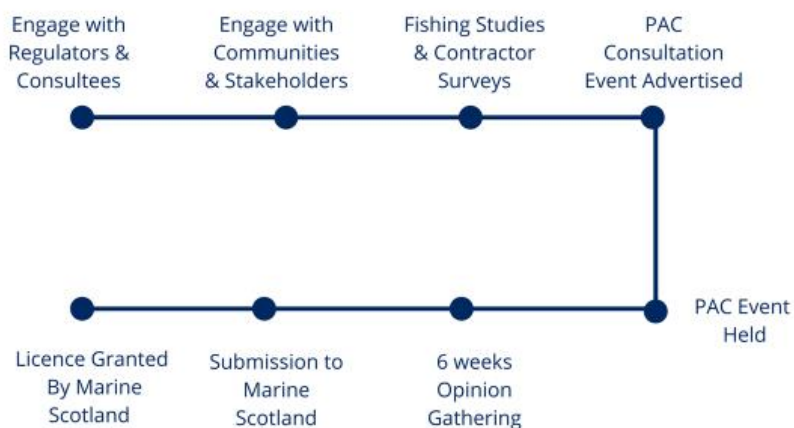 Engage with
Regulators &
Consultees
Engage with
Communities
& Stakeholders
Fishing Studies
& Contractor
Surveys
PAC
Consultation
Event Advertised
PAC Event
Held
6 weeks
Opinion
Gathering
Submission to
Marine
Scotland
Licence Granted
By Marine
Scotland